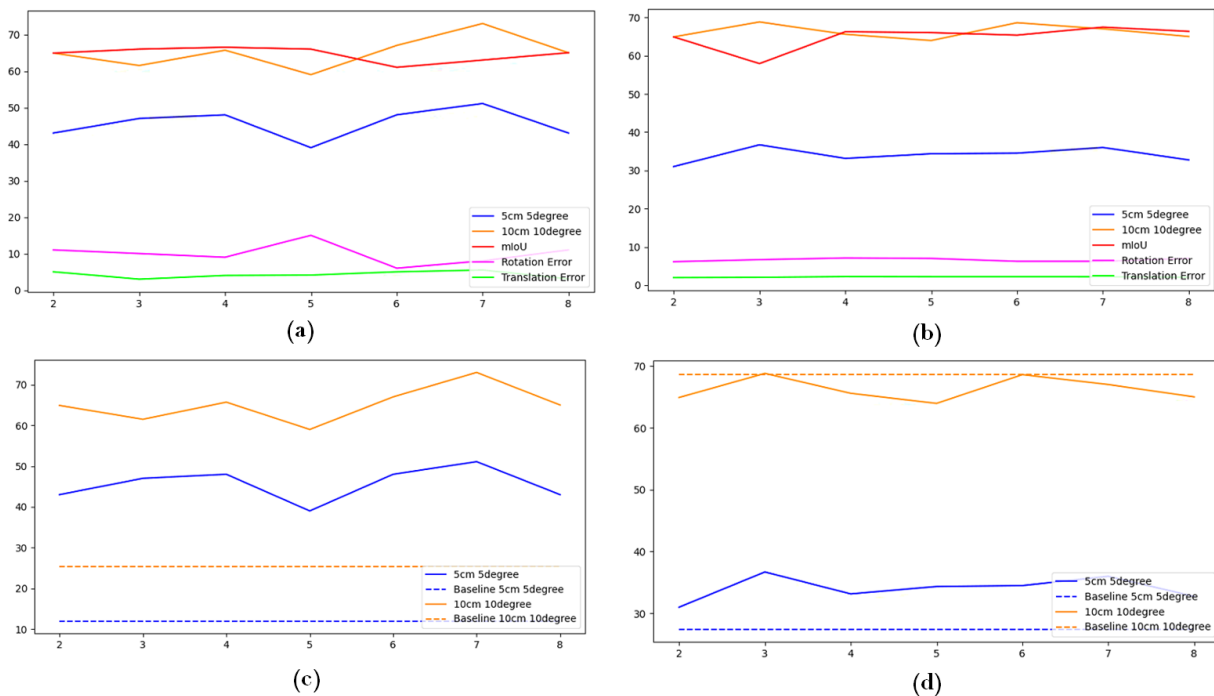 70
60
50
40
30
20
10
0
5cm 5degree
10cm 10degree
mIoU
Rotation Error
Translation Error
2 3 4 5 6 7 8
(a)
70
60
50
40
30
20
10
0
5cm 5degree
10cm 10degree
mIoU
Rotation Error
Translation Error
2 3 4 5 6 7 8
(b)
70
60
50
40
30
20
10
5cm 5degree
Baseline 5cm 5degree
10cm 10degree
Baseline 10cm 10degree
2 3 4 5 6 7 8
(c)
70
60
50
40
30
5cm 5degree
Baseline 5cm 5degree
10cm 10degree
Baseline 10cm 10degree
2 3 4 5 6 7 8
(d)